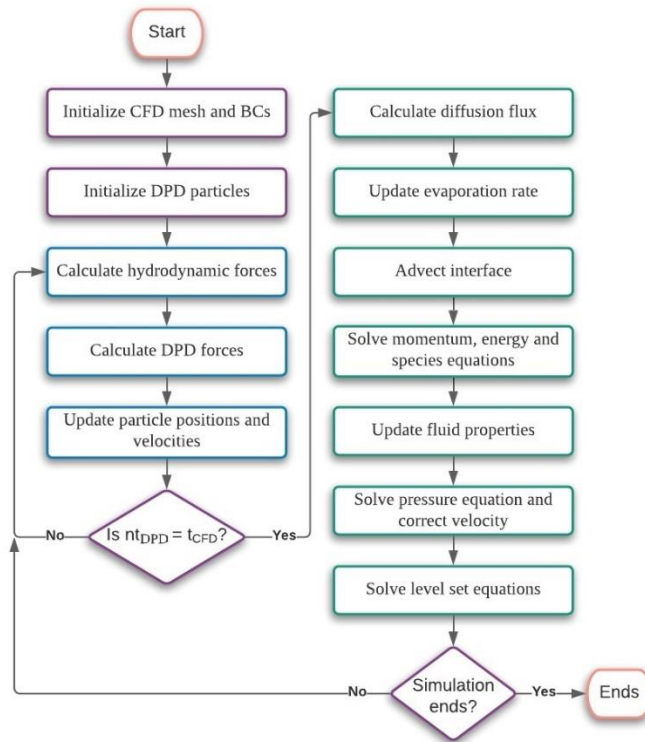 Start
Initialize CFD mesh and BCs
Initialize DPD particles
Calculate hydrodynamic forces
Calculate DPD forces
Update particle positions and
velocities
No
Is ntDPD = tCFD?
Yes
Calculate diffusion flux
Update evaporation rate
Advect interface
Solve momentum, energy and
species equations
Update fluid properties
Solve pressure equation and
correct velocity
Solve level set equations
No
Simulation
ends?
Yes
Ends